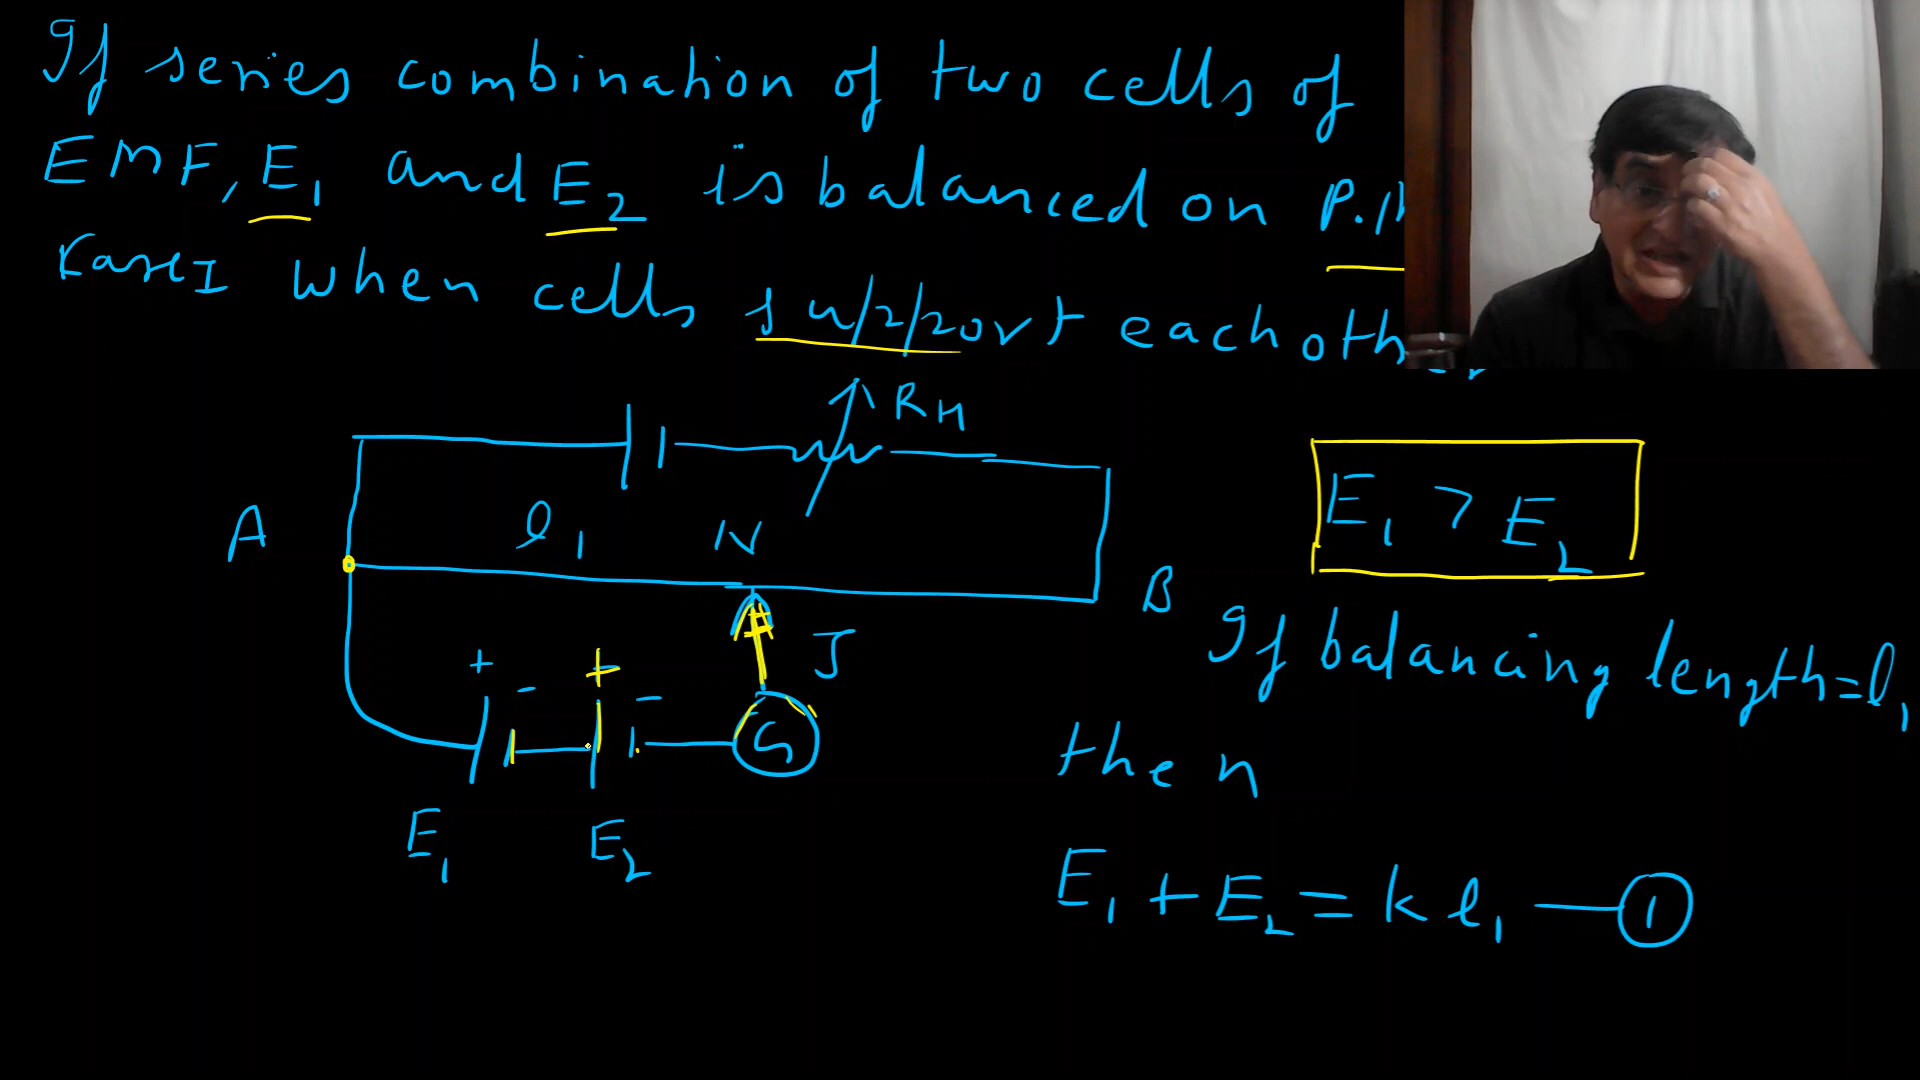 If series combination of two cells of
EMF, E₁ and E₂ is balanced on P.
Case I when cells support each oth
RH
A l₁ N
E₁ > E₂
B
J
If balancing length = l₁
+ - + -
G
then
E₁ E₂
E₁ + E₂ = k l₁ — ①